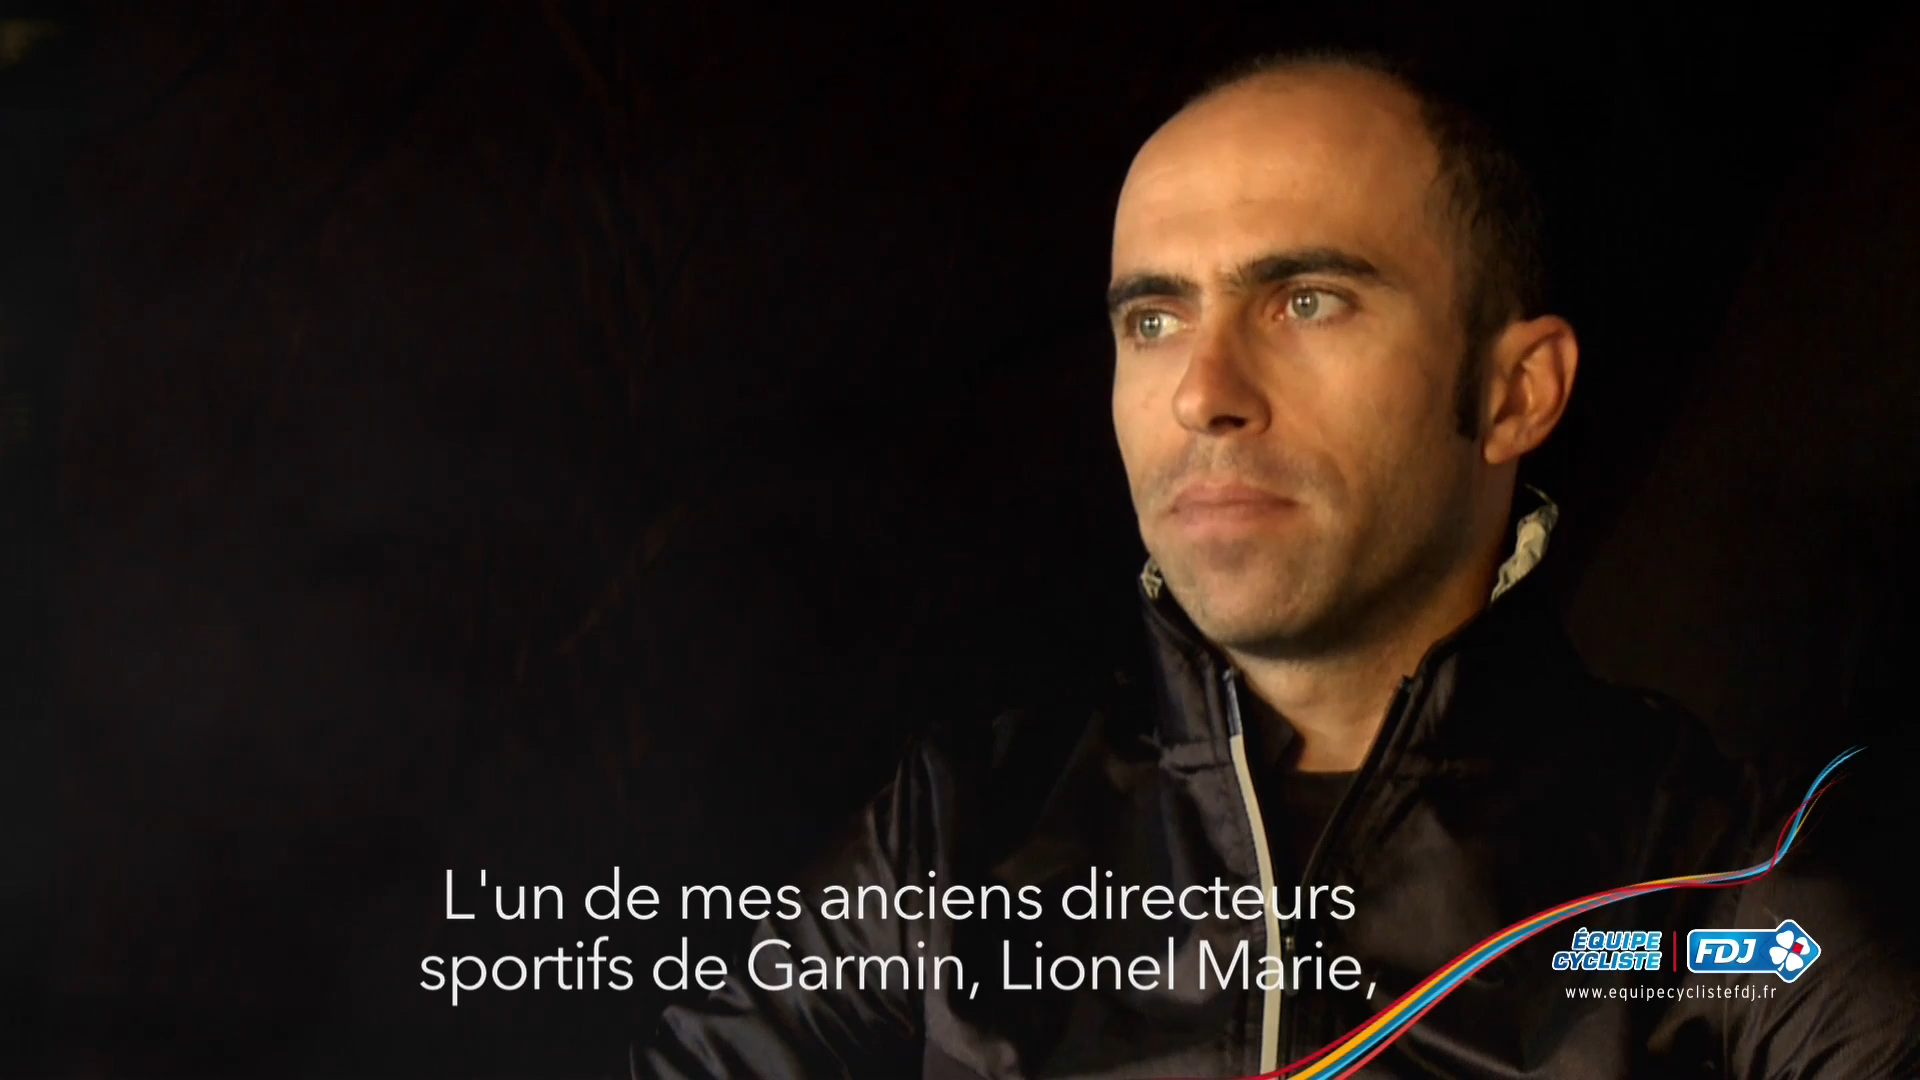 L'un de mes anciens directeurs
sportifs de Garmin, Lionel Marie,
ÉQUIPE
CYCLISTE
FDJ
www.equipecyclistefdj.fr